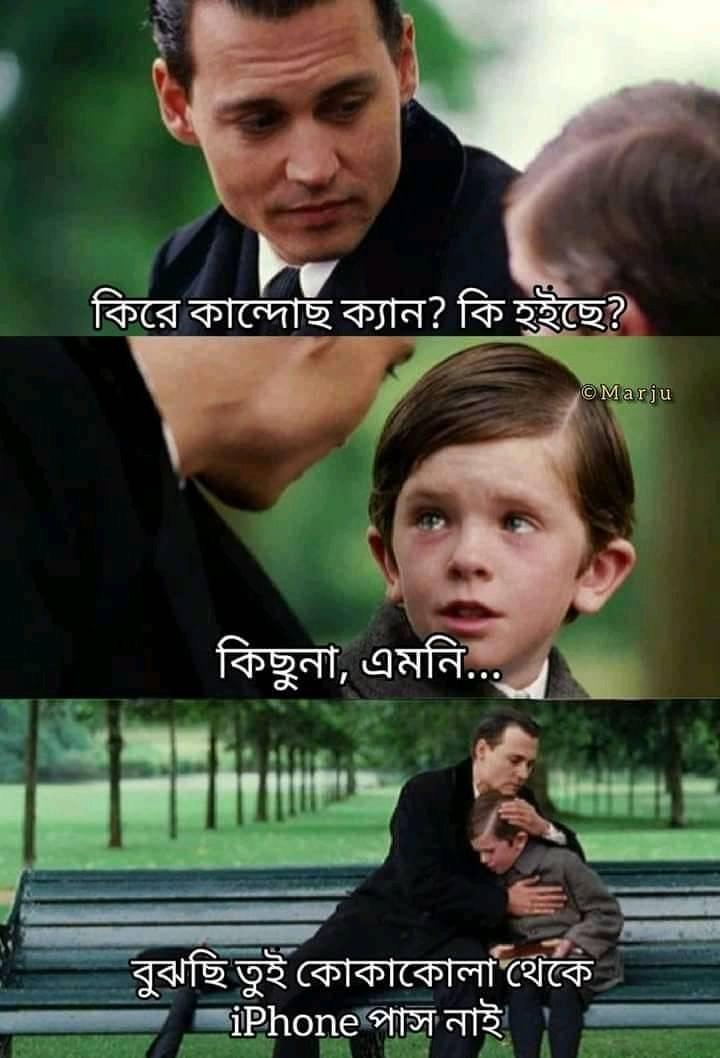 কিরে কান্দোছ ক্যান? কি হইছে?
©Marju
কিছুনা, এমনি...
বুঝছি তুই কোকাকোলা থেকে
iPhone পাস নাই